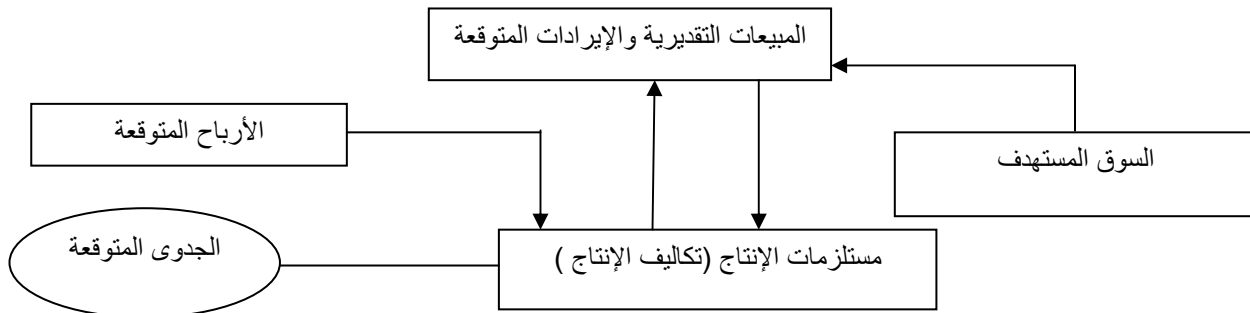 المبيعات التقديرية والإيرادات المتوقعة
الأرباح المتوقعة
السوق المستهدف
الجدوى المتوقعة
مستلزمات الإنتاج (تكاليف الإنتاج )